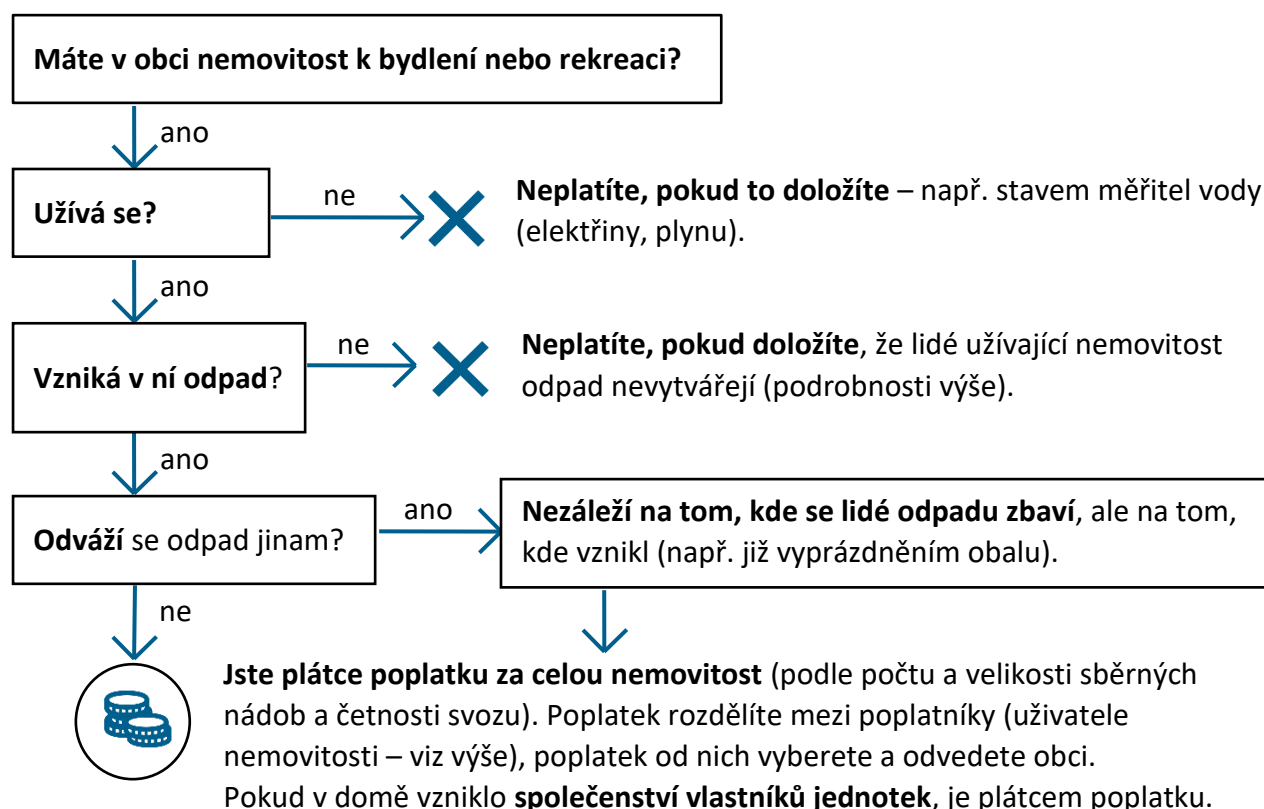 Máte v obci nemovitost k bydlení nebo rekreaci?
ano
Užívá se?
ne
Neplatíte, pokud to doložíte – např. stavem měřitel vody
(elektřiny, plynu).
ano
Vzniká v ní odpad?
ne
Neplatíte, pokud doložíte, že lidé užívající nemovitost
odpad nevytvářejí (podrobnosti výše).
ano
Odváží se odpad jinam?
ano
Nezáleží na tom, kde se lidé odpadu zbaví, ale na tom,
kde vznikl (např. již vyprázdněním obalu).
ne
Jste plátce poplatku za celou nemovitost (podle počtu a velikosti sběrných
nádob a četnosti svozu). Poplatek rozdělíte mezi poplatníky (uživatele
nemovitosti – viz výše), poplatek od nich vyberete a odvedete obci.
Pokud v domě vzniklo společenství vlastníků jednotek, je plátcem poplatku.